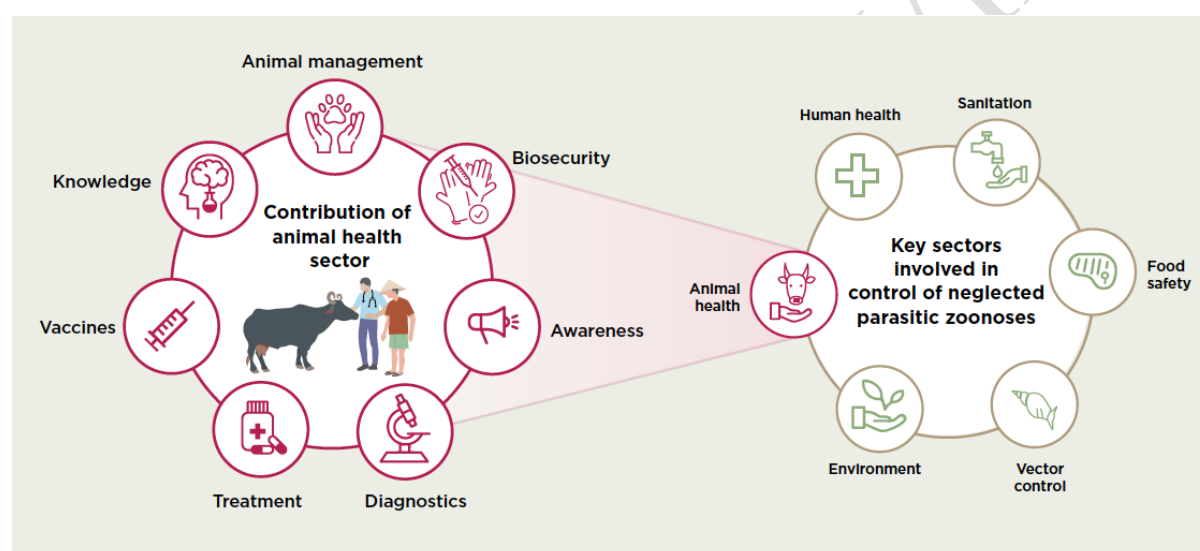 Animal management
Biosecurity
Knowledge
Contribution of
animal health
sector
Vaccines
Awareness
Treatment
Diagnostics
Human health
Sanitation
Key sectors
involved in
control of neglected
parasitic zoonoses
Animal
health
Food
safety
Environment
Vector
control